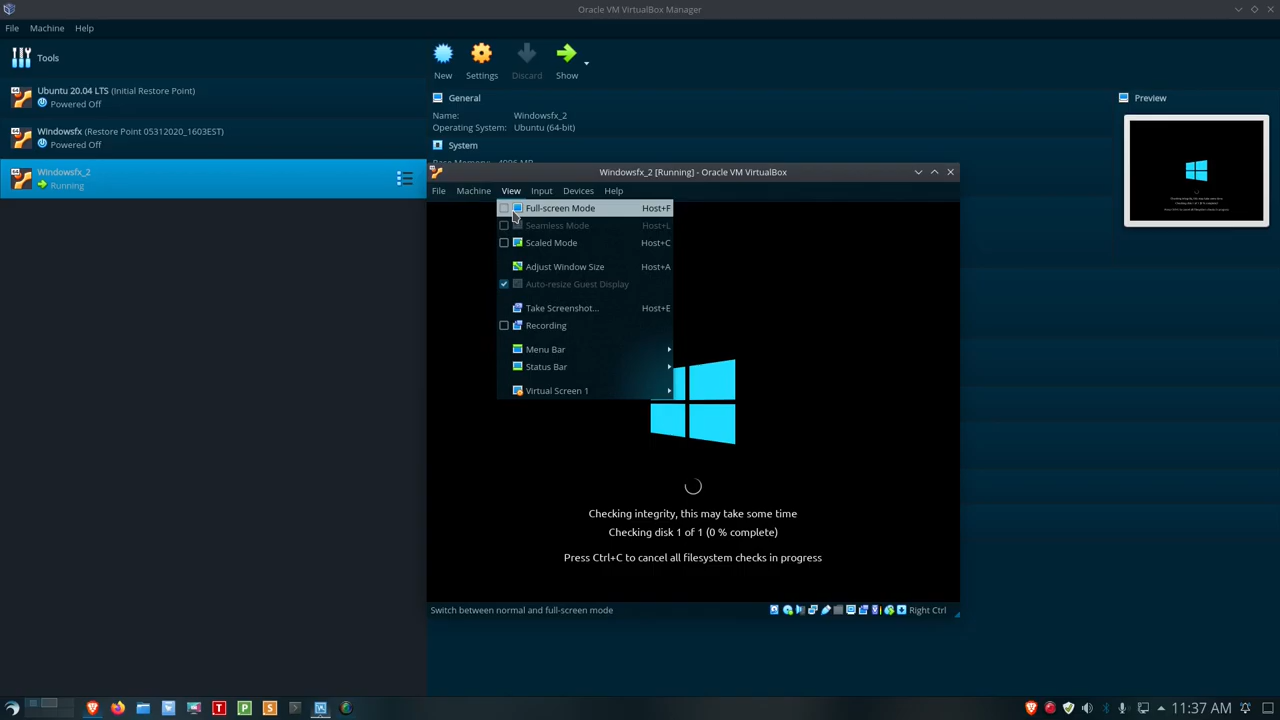 Oracle VM VirtualBox Manager
File Machine Help
Tools
New Settings Discard Show
Ubuntu 20.04 LTS (Initial Restore Point)
Powered Off
Windowsfx (Restore Point 05312020_1603EST)
Powered Off
Windowsfx_2
Running
General
Name: Windowsfx_2
Operating System: Ubuntu (64-bit)
System
Preview
Windowsfx_2 [Running] - Oracle VM VirtualBox
File Machine View Input Devices Help
Full-screen Mode Host+F
Seamless Mode Host+L
Scaled Mode Host+C
Adjust Window Size Host+A
Auto-resize Guest Display
Take Screenshot... Host+E
Recording
Menu Bar
Status Bar
Virtual Screen 1
Checking integrity, this may take some time
Checking disk 1 of 1 (0 % complete)
Press Ctrl+C to cancel all filesystem checks in progress
Switch between normal and full-screen mode
Right Ctrl
11:37 AM